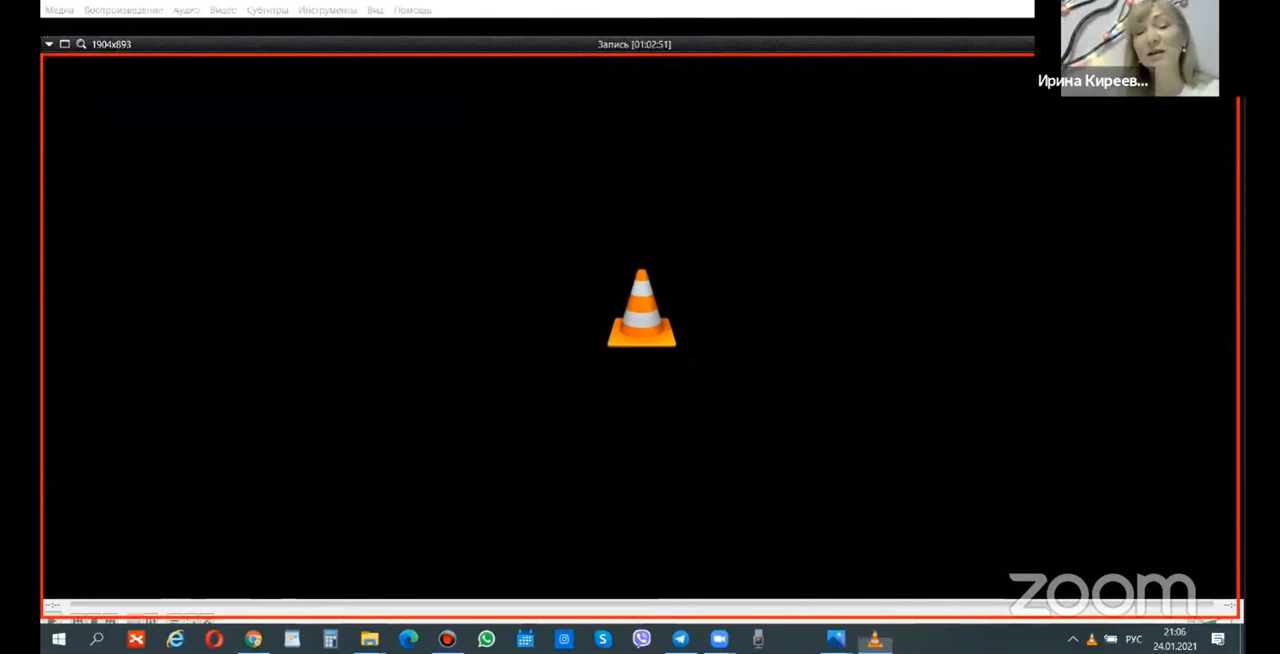 Медиа Воспроизведение Аудио Видео Субтитры Инструменты Вид Помощь
1904x893
Запись [01:02:51]
Ирина Киреев...
zoom
--:--
--:--
РУС
21:06
24.01.2021